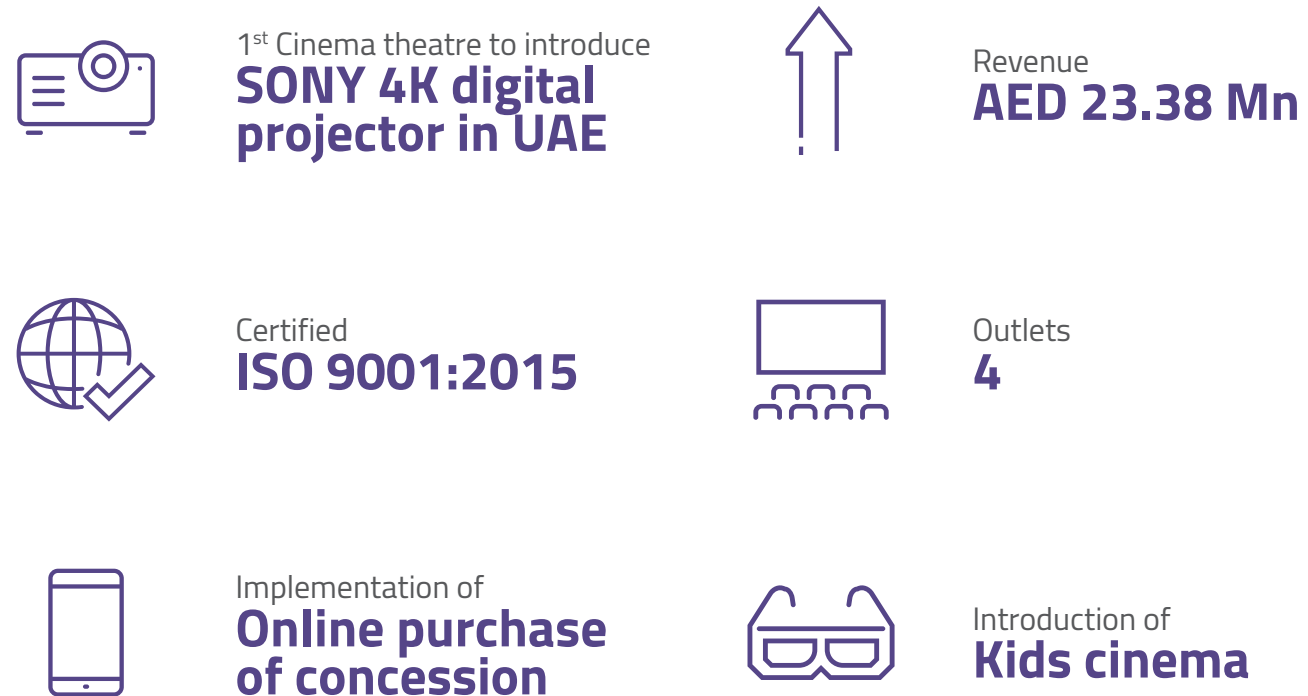 1st Cinema theatre to introduce
SONY 4K digital
projector in UAE
Revenue
AED 23.38 Mn
Certified
ISO 9001:2015
Outlets
4
Implementation of
Online purchase
of concession
Introduction of
Kids cinema